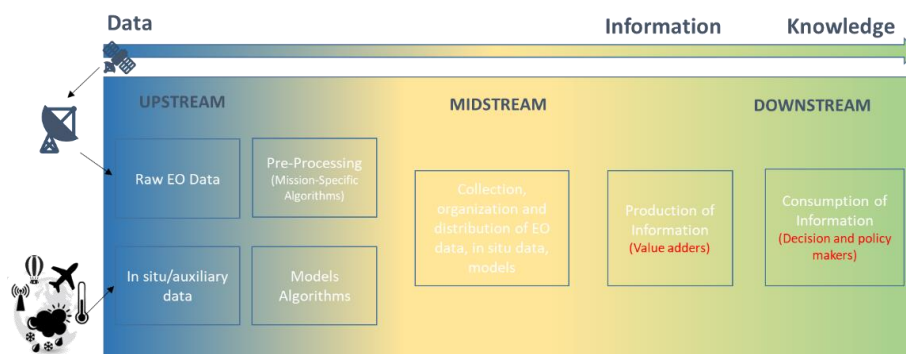 Data
Information
Knowledge
UPSTREAM
MIDSTREAM
DOWNSTREAM
Raw EO Data
Pre-Processing
(Mission-Specific
Algorithms)
Collection,
organization and
distribution of EO
data, in situ data,
models
Production of
Information
(Value adders)
Consumption of
Information
(Decision and policy
makers)
In situ/auxiliary
data
Models
Algorithms